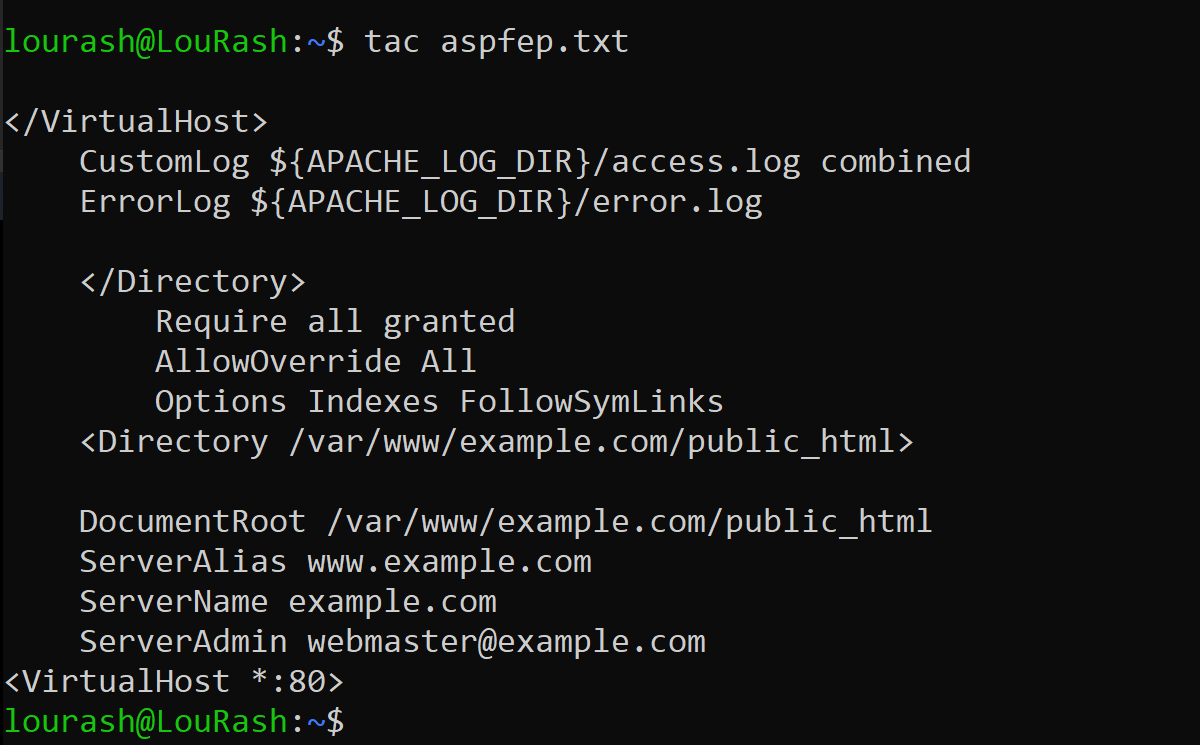 lourash@LouRash:~$ tac aspfep.txt

</VirtualHost>
    CustomLog ${APACHE_LOG_DIR}/access.log combined
    ErrorLog ${APACHE_LOG_DIR}/error.log

    </Directory>
        Require all granted
        AllowOverride All
        Options Indexes FollowSymLinks
    <Directory /var/www/example.com/public_html>

    DocumentRoot /var/www/example.com/public_html
    ServerAlias www.example.com
    ServerName example.com
    ServerAdmin webmaster@example.com
<VirtualHost *:80>
lourash@LouRash:~$